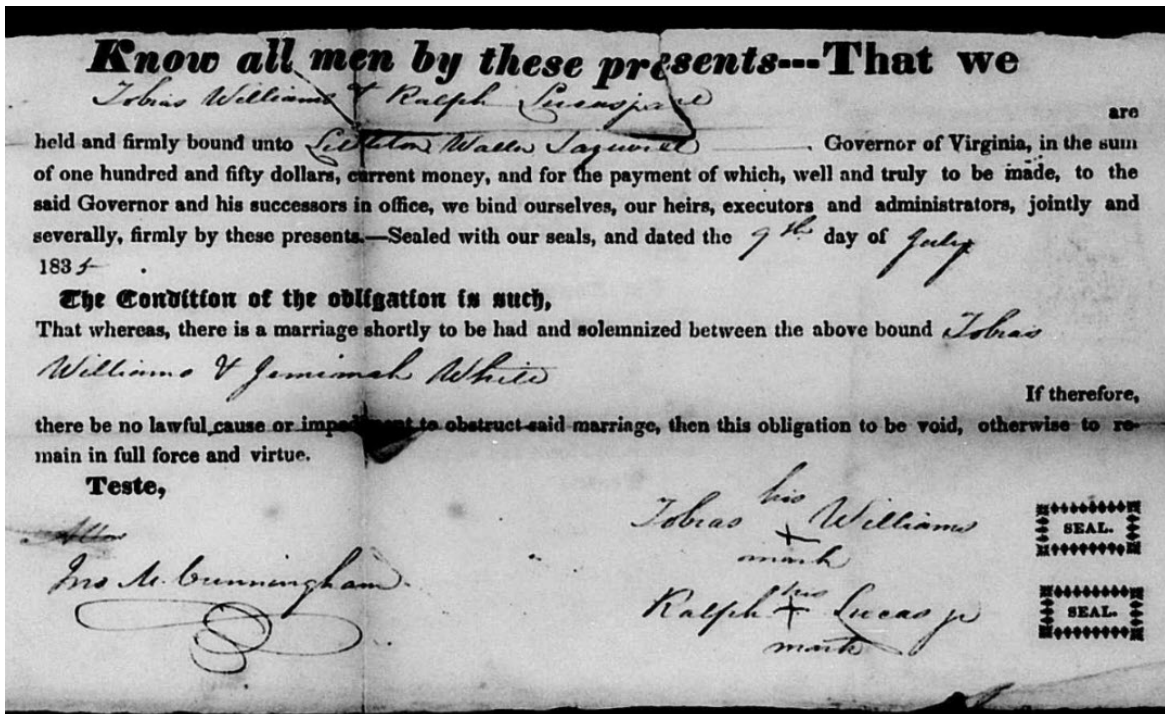 Know all men by these presents---That we
Tobias Williams & Ralph Lucas jr
are
held and firmly bound unto Littleton Waller Tazewell . Governor of Virginia, in the sum
of one hundred and fifty dollars, current money, and for the payment of which, well and truly to be made, to the
said Governor and his successors in office, we bind ourselves, our heirs, executors and administrators, jointly and
severally, firmly by these presents.—Sealed with our seals, and dated the 9th day of July
1835 .
The Condition of the obligation is such,
That whereas, there is a marriage shortly to be had and solemnized between the above bound Tobias
Williams & Jemimah White
If therefore,
there be no lawful cause or impediment to obstruct said marriage, then this obligation to be void, otherwise to re-
main in full force and virtue.
Teste,
his
Tobias + Williams SEAL.
mark
Jno M. Cunningham
his
Ralph + Lucas jr SEAL.
mark